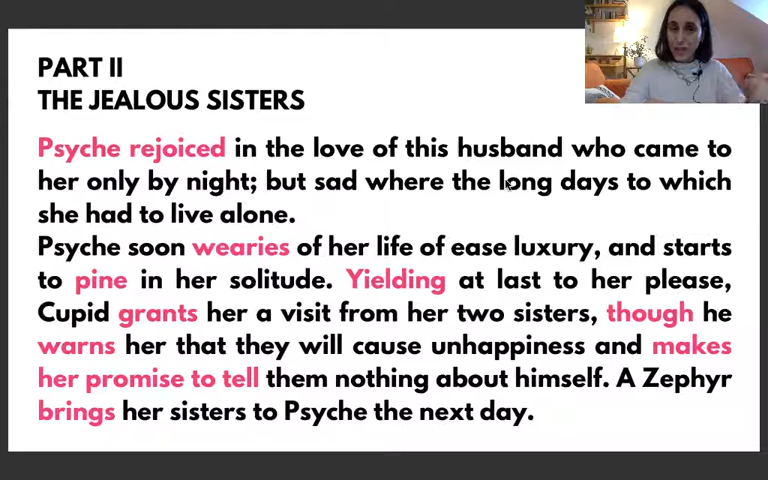 PART II
THE JEALOUS SISTERS
Psyche rejoiced in the love of this husband who came to
her only by night; but sad where the long days to which
she had to live alone.
Psyche soon wearies of her life of ease luxury, and starts
to pine in her solitude. Yielding at last to her please,
Cupid grants her a visit from her two sisters, though he
warns her that they will cause unhappiness and makes
her promise to tell them nothing about himself. A Zephyr
brings her sisters to Psyche the next day.